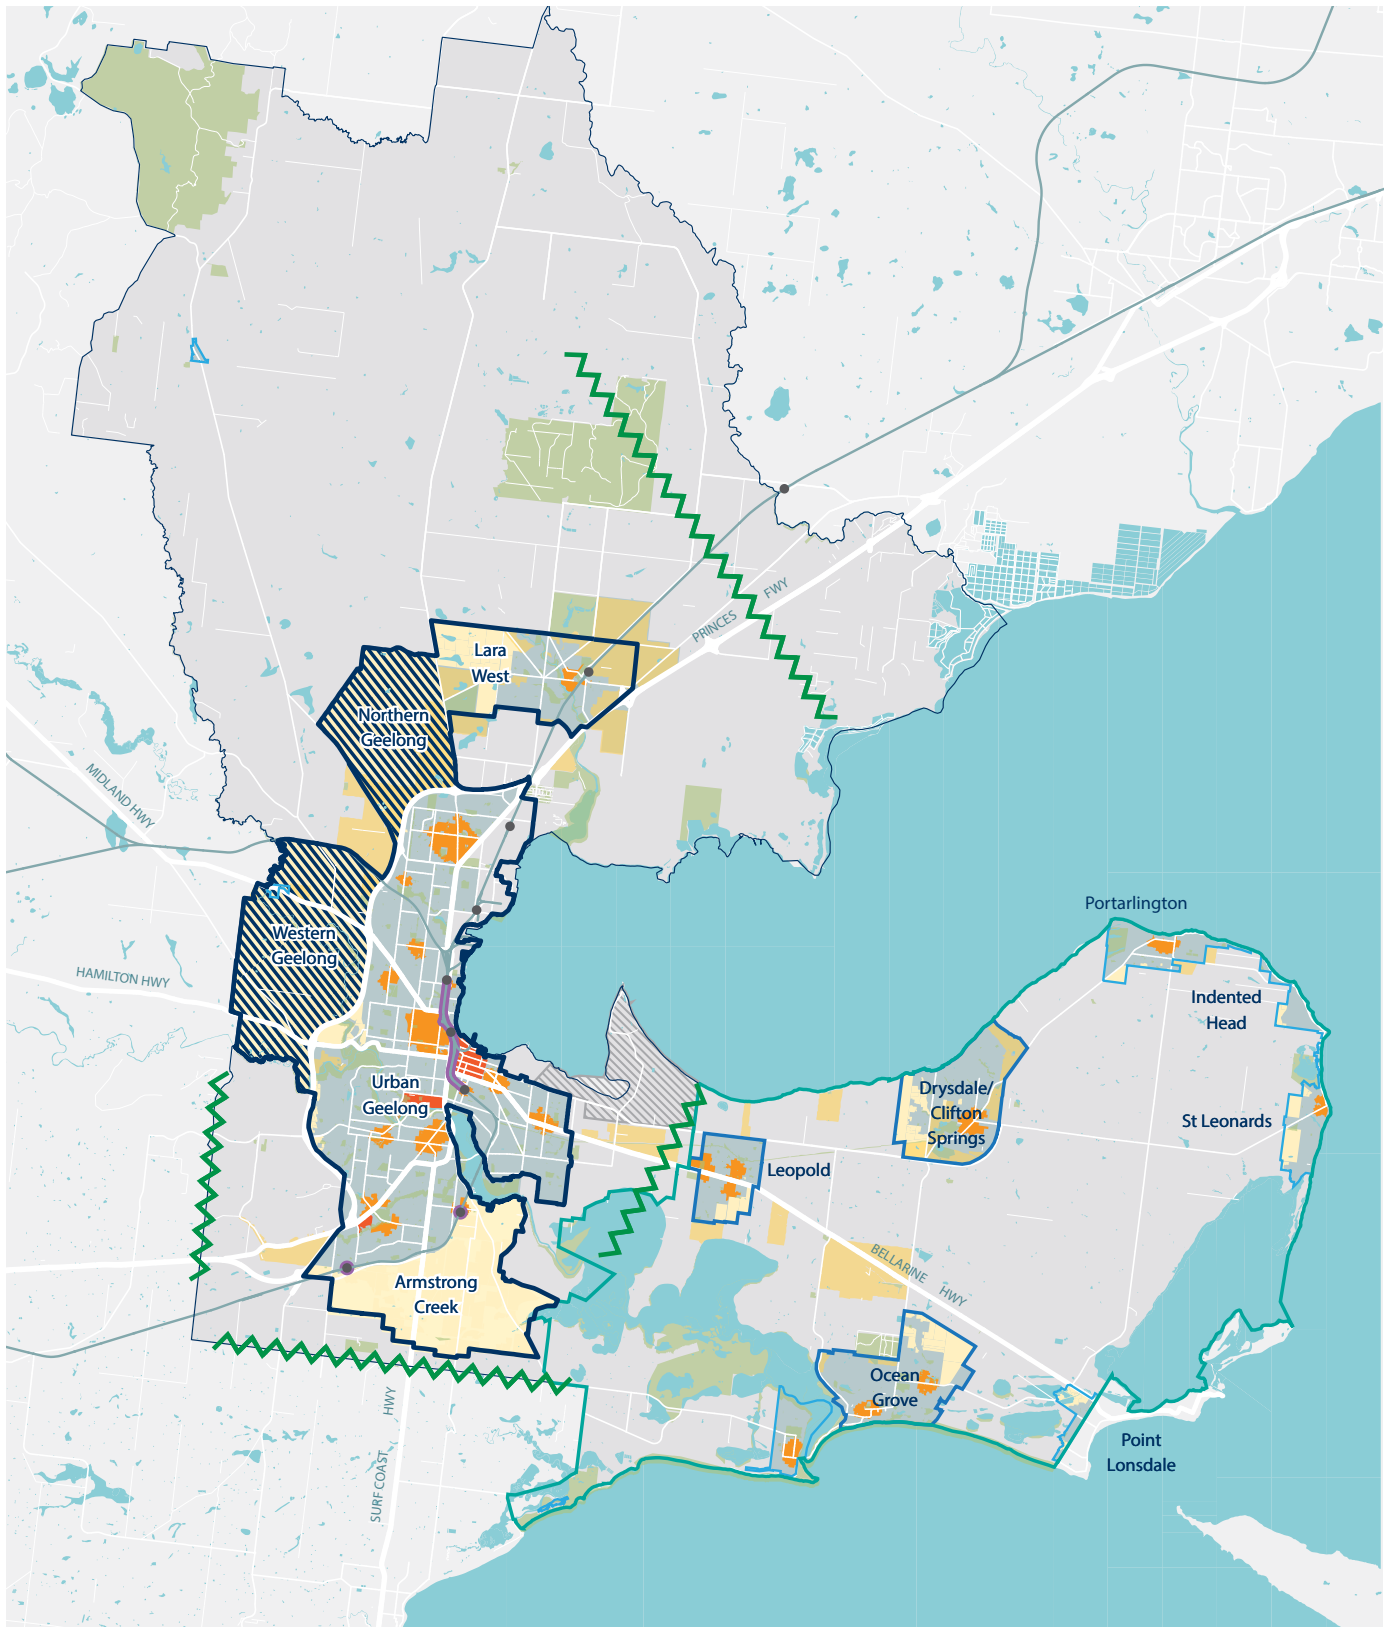 PRINCES FWY
Lara
West
Northern
Geelong
MIDLAND HWY
Western
Geelong
HAMILTON HWY
Portarlington
Indented
Head
Urban
Geelong
Drysdale/
Clifton
Springs
St Leonards
Leopold
Armstrong
Creek
BELLARINE HWY
Ocean
Grove
SURF COAST HWY
Point
Lonsdale